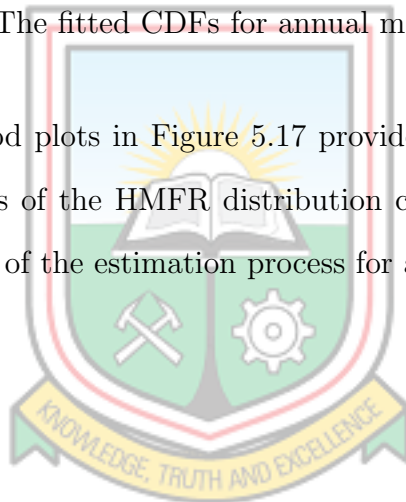 The fitted CDFs for annual m
od plots in Figure 5.17 provid
s of the HMFR distribution c
of the estimation process for a
KNOWLEDGE, TRUTH AND EXCELLENCE